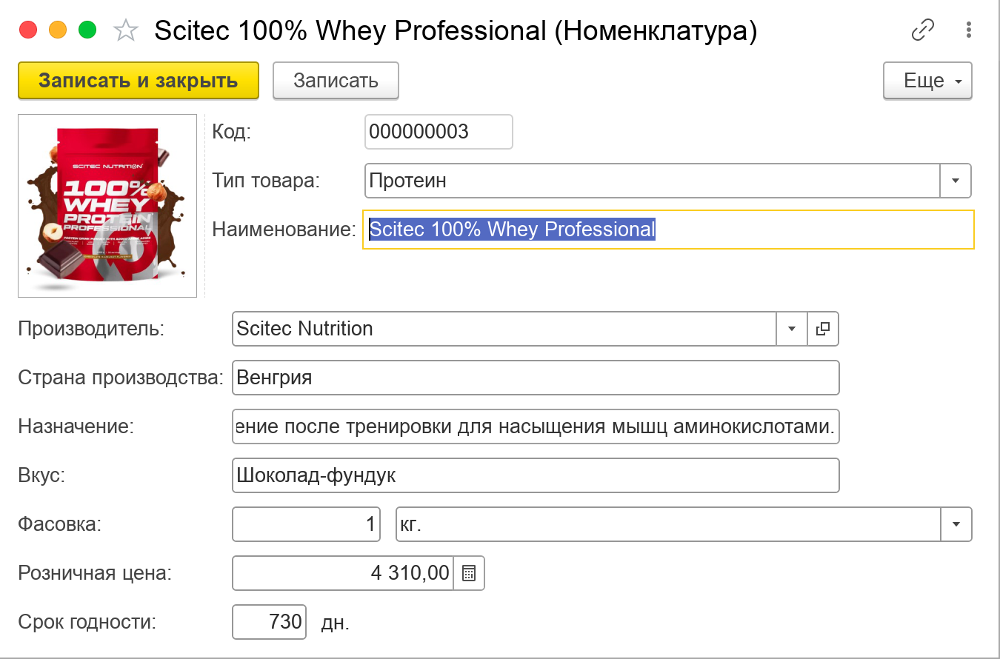 Scitec 100% Whey Professional (Номенклатура)
Записать и закрыть
Записать
Еще
SCITEC NUTRITION
100%
WHEY
PROTEIN
PROFESSIONAL
Код:
000000003
Тип товара:
Протеин
Наименование:
Scitec 100% Whey Professional
Производитель:
Scitec Nutrition
Страна производства:
Венгрия
Назначение:
ение после тренировки для насыщения мышц аминокислотами.
Вкус:
Шоколад-фундук
Фасовка:
1
кг.
Розничная цена:
4 310,00
Срок годности:
730
дн.